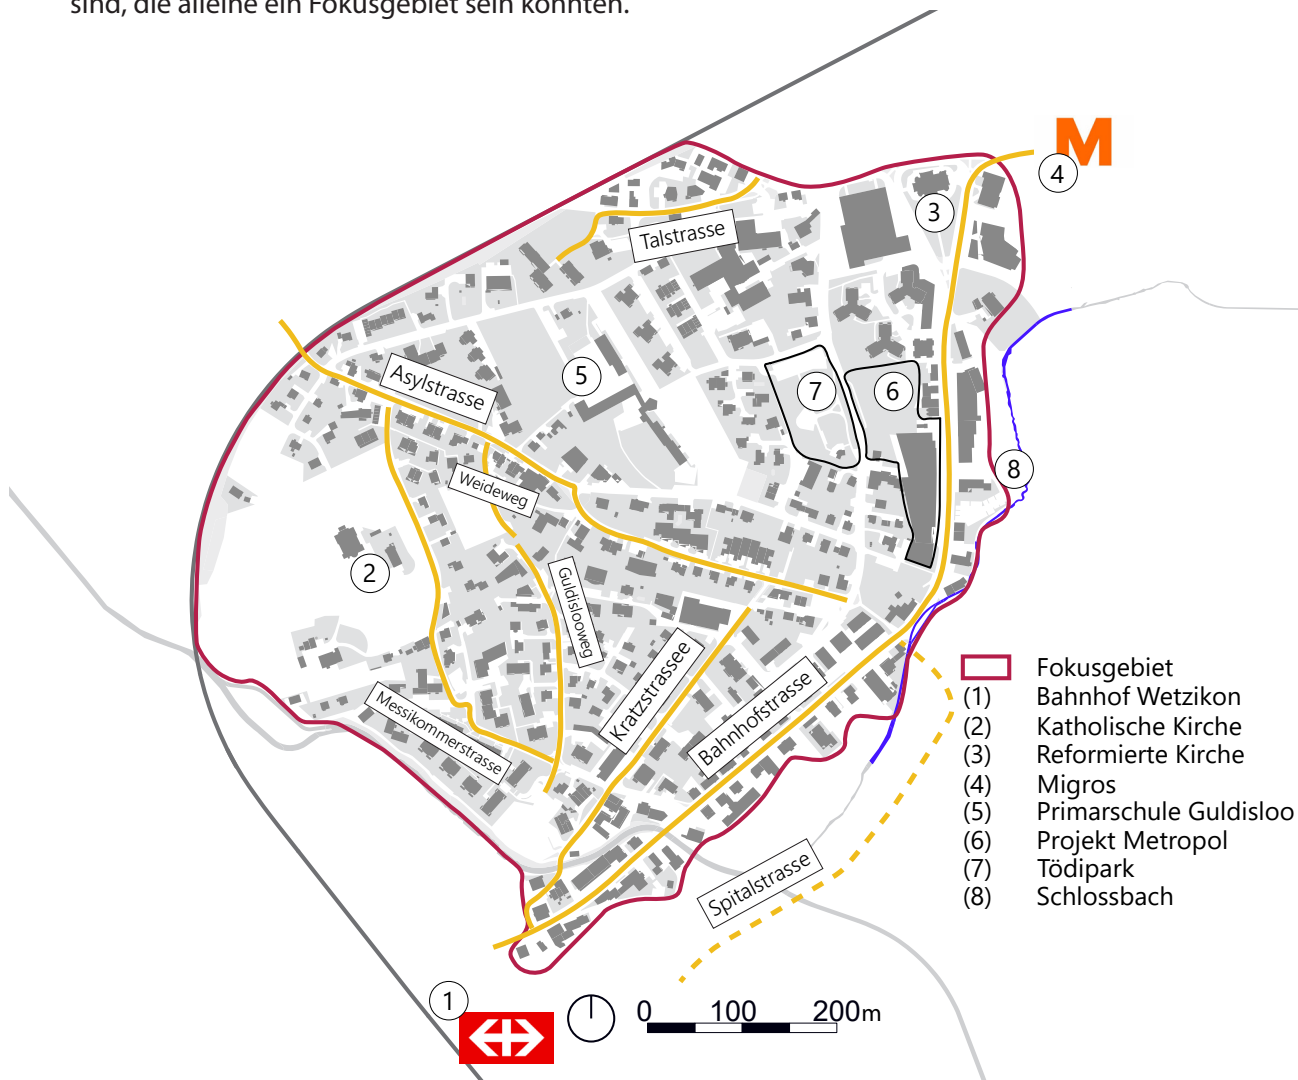 sind, die alleine ein Fokusgebiet sein könnten.
M
4
3
Talstrasse
5
Asylstrasse
7
6
Weideweg
8
2
Guldislooweg
Kratzstrassee
Messikommerstrasse
Bahnhofstrasse
Spitalstrasse
1
0 100 200m
Fokusgebiet
(1) Bahnhof Wetzikon
(2) Katholische Kirche
(3) Reformierte Kirche
(4) Migros
(5) Primarschule Guldisloo
(6) Projekt Metropol
(7) Tödipark
(8) Schlossbach